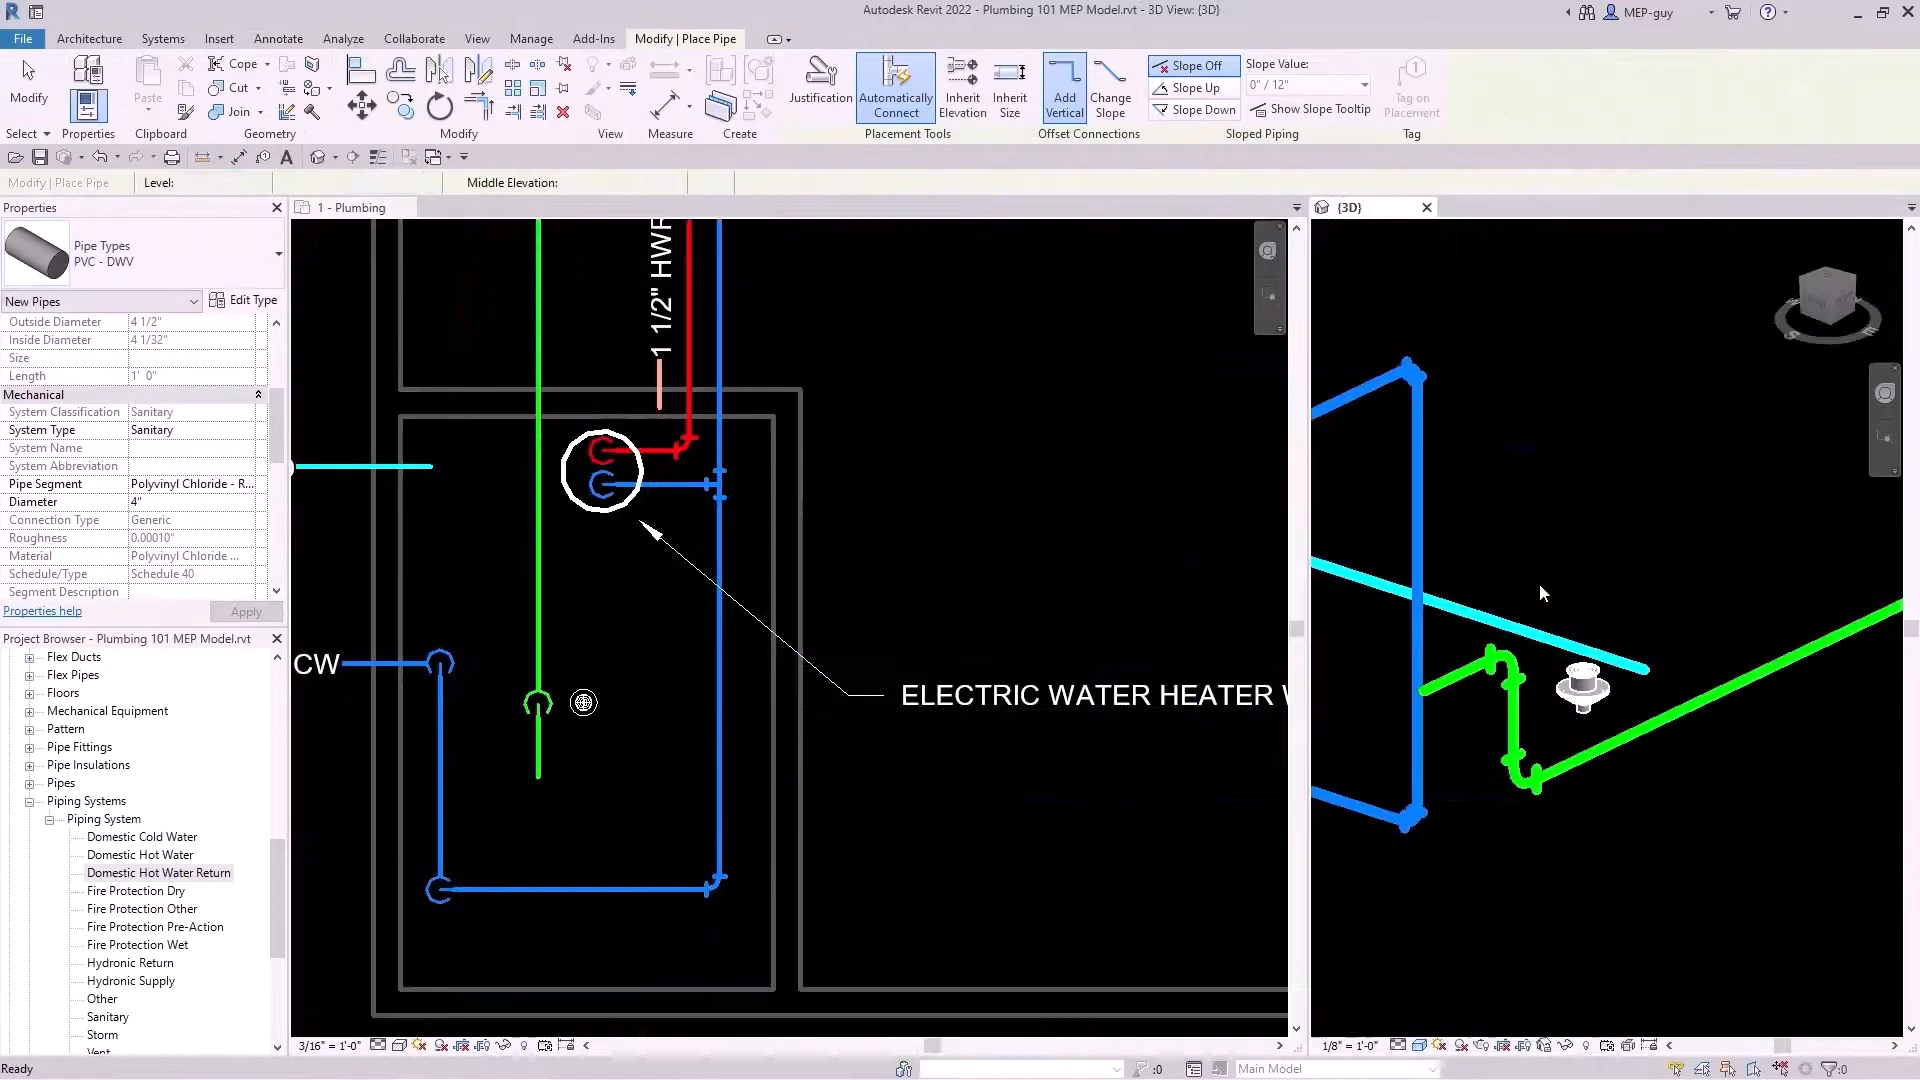 Autodesk Revit 2022 - Plumbing 101 MEP Model.rvt - 3D View: {3D}
MEP-guy
File Architecture Systems Insert Annotate Analyze Collaborate View Manage Add-Ins Modify | Place Pipe
Modify
Paste
Cope
Cut
Join
Justification
Automatically Connect
Inherit Elevation
Inherit Size
Add Vertical
Change Slope
Slope Off
Slope Up
Slope Down
Slope Value:
0" / 12"
Show Slope Tooltip
Tag on Placement
Select Properties Clipboard Geometry Modify View Measure Create Placement Tools Offset Connections Sloped Piping Tag
Modify | Place Pipe Level: Middle Elevation:
Properties
Pipe Types
PVC - DWV
New Pipes Edit Type
Outside Diameter 4 1/2"
Inside Diameter 4 1/32"
Size
Length 1' 0"
Mechanical
System Classification Sanitary
System Type Sanitary
System Name
System Abbreviation
Pipe Segment Polyvinyl Chloride - R...
Diameter 4"
Connection Type Generic
Roughness 0.00010"
Material Polyvinyl Chloride ...
Schedule/Type Schedule 40
Segment Description
Properties help Apply
Project Browser - Plumbing 101 MEP Model.rvt
Flex Ducts
Flex Pipes
Floors
Mechanical Equipment
Pattern
Pipe Fittings
Pipe Insulations
Pipes
Piping Systems
Piping System
Domestic Cold Water
Domestic Hot Water
Domestic Hot Water Return
Fire Protection Dry
Fire Protection Other
Fire Protection Pre-Action
Fire Protection Wet
Hydronic Return
Hydronic Supply
Other
Sanitary
Storm
Vent
1 - Plumbing
1 1/2" HWR
CW
ELECTRIC WATER HEATER
3/16" = 1'-0"
{3D}
1/8" = 1'-0"
Ready
:0
Main Model
:0